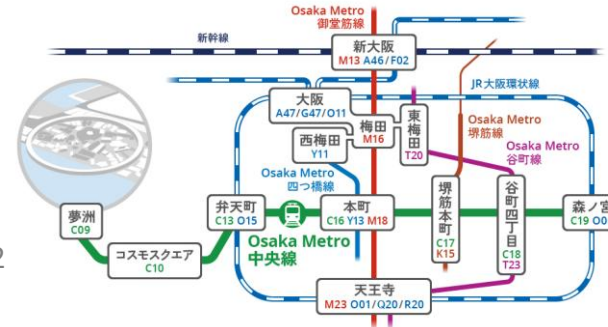 Osaka Metro
御堂筋線
新幹線
新大阪
M13 A46/F02
大阪
A47/G47/O11
JR大阪環状線
梅田
M16
東梅田
T20
西梅田
Y11
Osaka Metro
堺筋線
Osaka Metro
谷町線
Osaka Metro
四つ橋線
夢洲
C09
コスモスクエア
C10
弁天町
C13 O15
Osaka Metro
中央線
本町
C16 Y13 M18
堺筋本町
C17
K15
谷町四丁目
C18
T23
森ノ宮
C19 O0
天王寺
M23 O01/Q20/R20
2